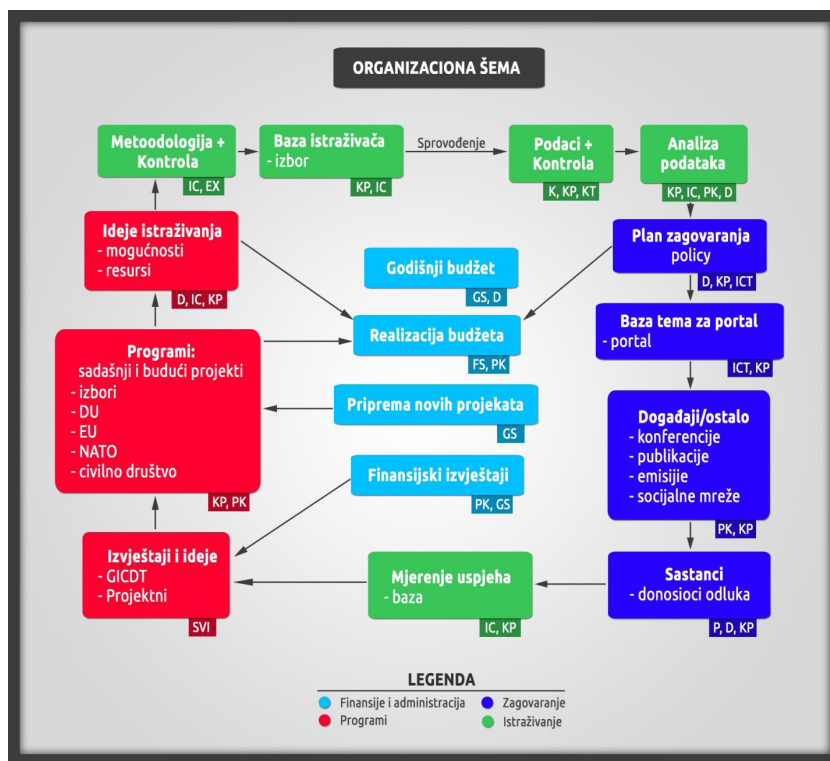 ORGANIZACIONA ŠEMA
Metoodologija +
Kontrola
IC, EX
Baza istraživača
- izbor
KP, IC
Sprovođenje
Podaci +
Kontrola
K, KP, KT
Analiza
podataka
KP, IC, PK, D
Ideje istraživanja
- mogućnosti
- resursi
D, IC, KP
Godišnji budžet
GS, D
Plan zagovaranja
policy
D, KP, ICT
Realizacija budžeta
FS, PK
Baza tema za portal
- portal
ICT, KP
Programi:
sadašnji i budući projekti
- izbori
- DU
- EU
- NATO
- civilno društvo
KP, PK
Priprema novih projekata
GS
Događaji/ostalo
- konferencije
- publikacije
- emisijie
- socijalne mreže
PK, KP
Finansijski izvještaji
PK, GS
Izvještaji i ideje
- GICDT
- Projektni
SVI
Mjerenje uspjeha
- baza
IC, KP
Sastanci
- donosioci odluka
P, D, KP
LEGENDA
Finansije i administracija
Zagovaranje
Programi
Istraživanje